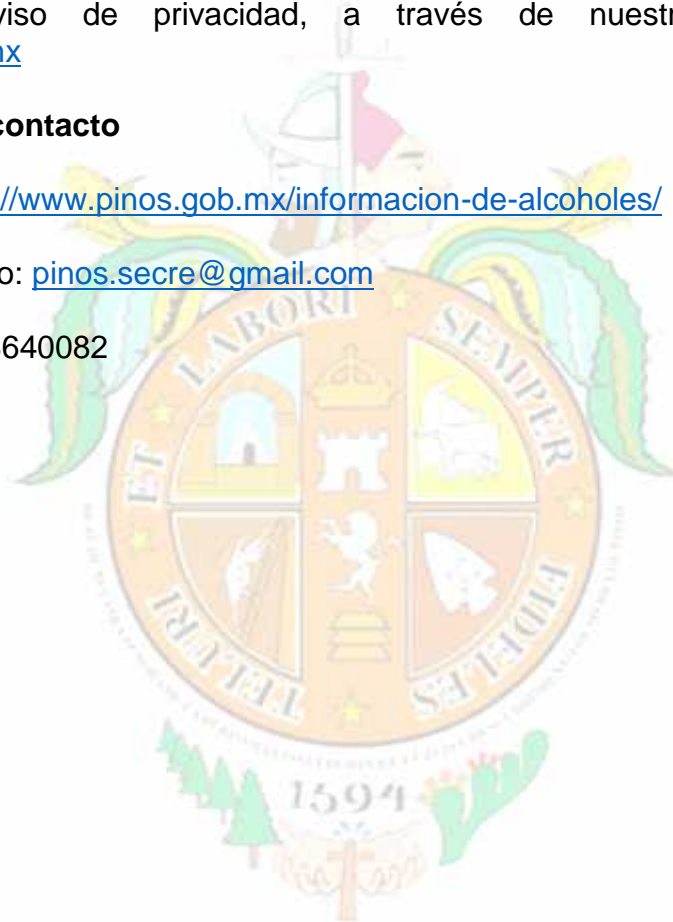 viso de privacidad, a través de nuestr
nx
contacto
//www.pinos.gob.mx/informacion-de-alcoholes/
o: pinos.secre@gmail.com
640082
ET LABORI SEMPER FIDELES TELURI
1594